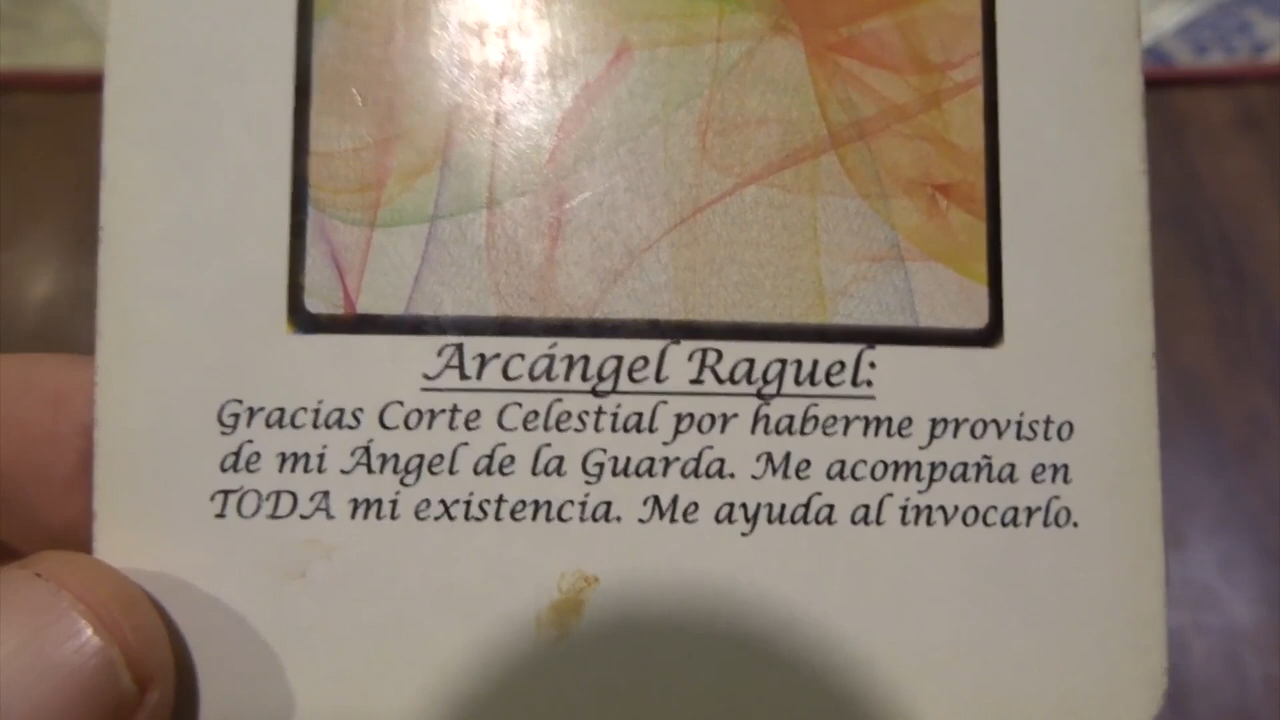 Arcángel Raguel:
Gracias Corte Celestial por haberme provisto
de mi Ángel de la Guarda. Me acompaña en
TODA mi existencia. Me ayuda al invocarlo.